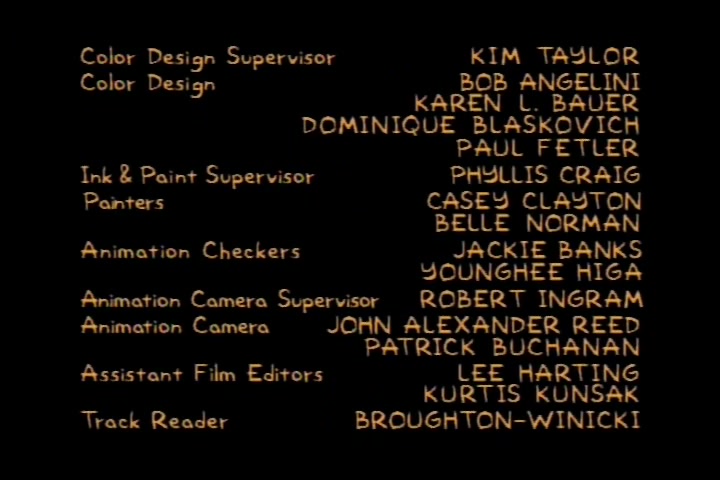 Color Design Supervisor KIM TAYLOR
Color Design BOB ANGELINI
KAREN L. BAUER
DOMINIQUE BLASKOVICH
PAUL FETLER
Ink & Paint Supervisor PHYLLIS CRAIG
Painters CASEY CLAYTON
BELLE NORMAN
Animation Checkers JACKIE BANKS
YOUNGHEE HIGA
Animation Camera Supervisor ROBERT INGRAM
Animation Camera JOHN ALEXANDER REED
PATRICK BUCHANAN
Assistant Film Editors LEE HARTING
KURTIS KUNSAK
Track Reader BROUGHTON-WINICKI